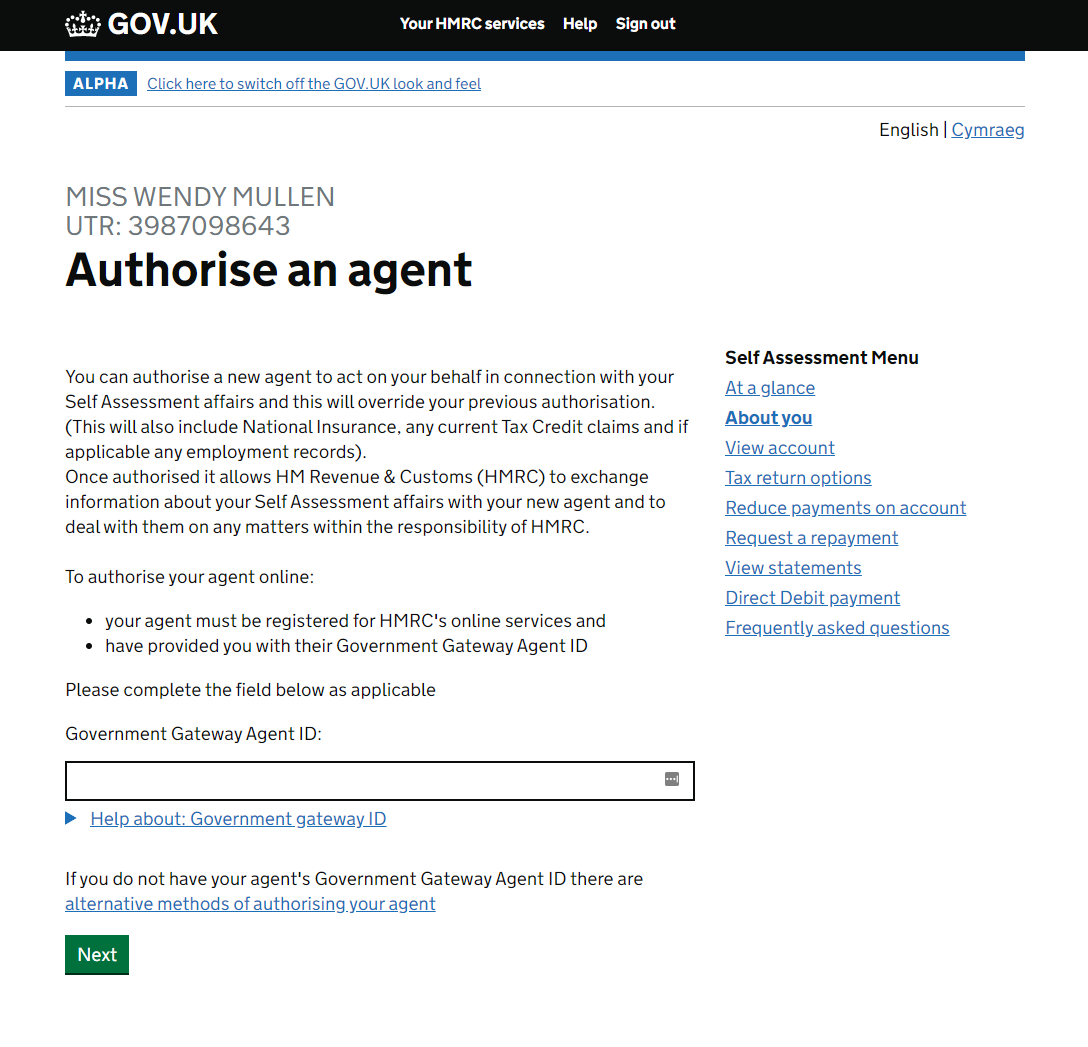 GOV.UK
Your HMRC services Help Sign out
ALPHA Click here to switch off the GOV.UK look and feel
English | Cymraeg
MISS WENDY MULLEN
UTR: 3987098643
Authorise an agent
You can authorise a new agent to act on your behalf in connection with your
Self Assessment affairs and this will override your previous authorisation.
(This will also include National Insurance, any current Tax Credit claims and if
applicable any employment records).
Once authorised it allows HM Revenue & Customs (HMRC) to exchange
information about your Self Assessment affairs with your new agent and to
deal with them on any matters within the responsibility of HMRC.
To authorise your agent online:
• your agent must be registered for HMRC's online services and
• have provided you with their Government Gateway Agent ID
Please complete the field below as applicable
Government Gateway Agent ID:
Help about: Government gateway ID
If you do not have your agent's Government Gateway Agent ID there are
alternative methods of authorising your agent
Next
Self Assessment Menu
At a glance
About you
View account
Tax return options
Reduce payments on account
Request a repayment
View statements
Direct Debit payment
Frequently asked questions